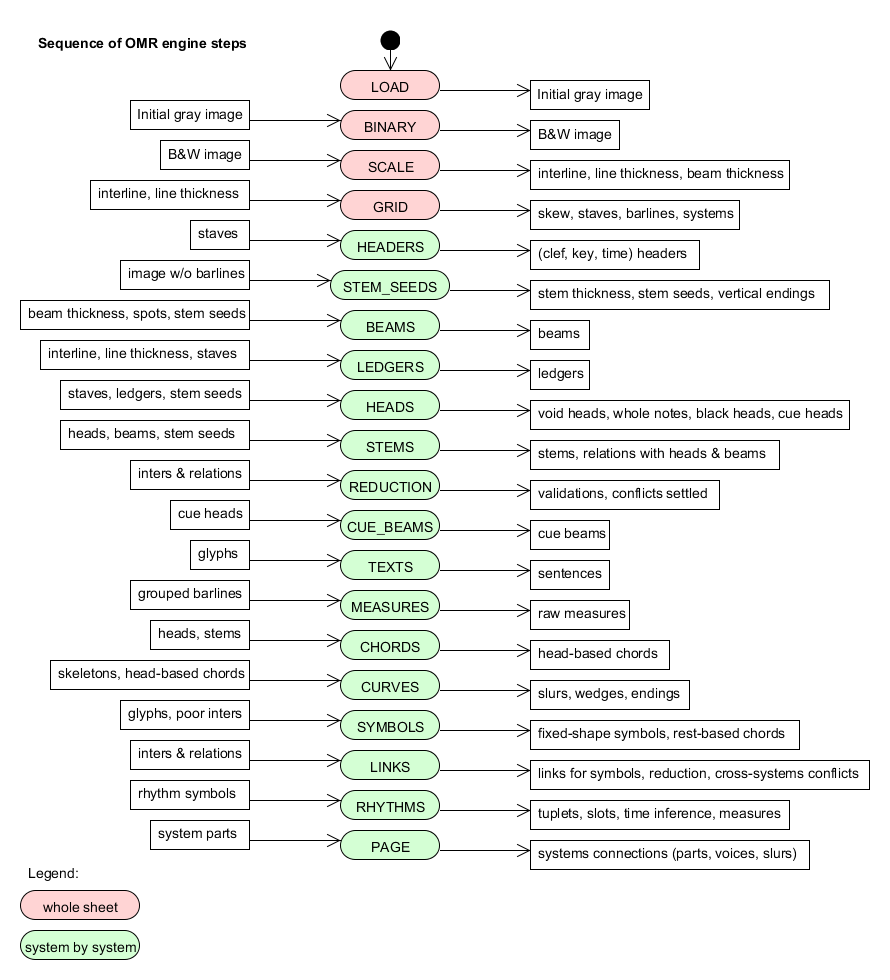 Sequence of OMR engine steps
LOAD
Initial gray image
Initial gray image
BINARY
B&W image
B&W image
SCALE
interline, line thickness, beam thickness
interline, line thickness
GRID
skew, staves, barlines, systems
staves
HEADERS
(clef, key, time) headers
image w/o barlines
STEM_SEEDS
stem thickness, stem seeds, vertical endings
beam thickness, spots, stem seeds
BEAMS
beams
interline, line thickness, staves
LEDGERS
ledgers
staves, ledgers, stem seeds
HEADS
void heads, whole notes, black heads, cue heads
heads, beams, stem seeds
STEMS
stems, relations with heads & beams
inters & relations
REDUCTION
validations, conflicts settled
cue heads
CUE_BEAMS
cue beams
glyphs
TEXTS
sentences
grouped barlines
MEASURES
raw measures
heads, stems
CHORDS
head-based chords
skeletons, head-based chords
CURVES
slurs, wedges, endings
glyphs, poor inters
SYMBOLS
fixed-shape symbols, rest-based chords
inters & relations
LINKS
links for symbols, reduction, cross-systems conflicts
rhythm symbols
RHYTHMS
tuplets, slots, time inference, measures
system parts
PAGE
systems connections (parts, voices, slurs)
Legend:
whole sheet
system by system